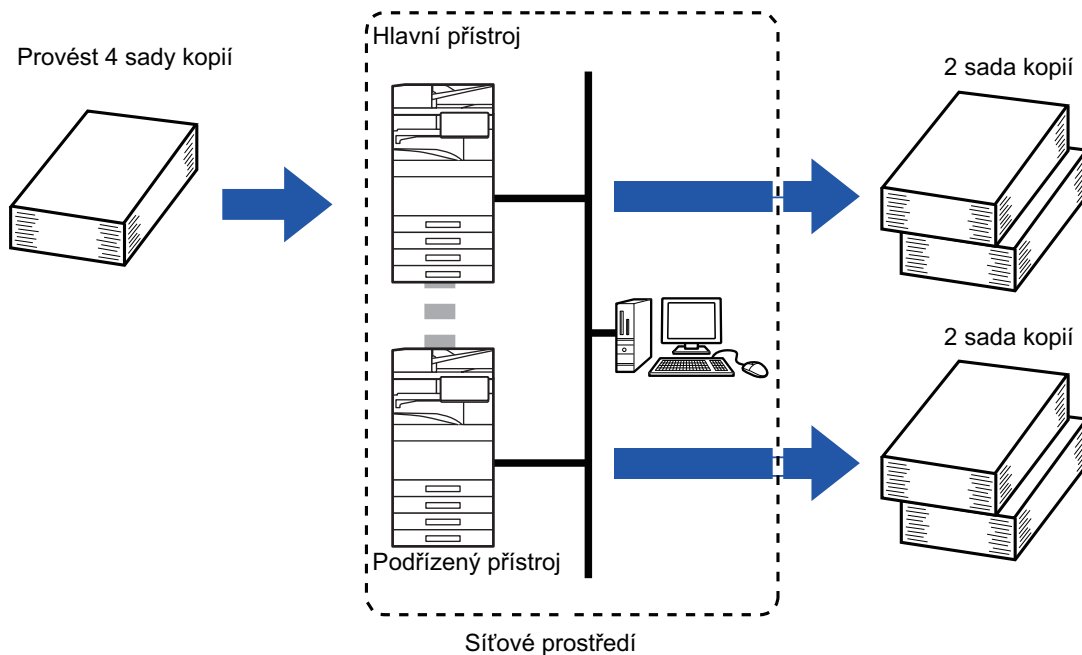 Provést 4 sady kopií
Hlavní přístroj
2 sada kopií
2 sada kopií
Podřízený přístroj
Síťové prostředí